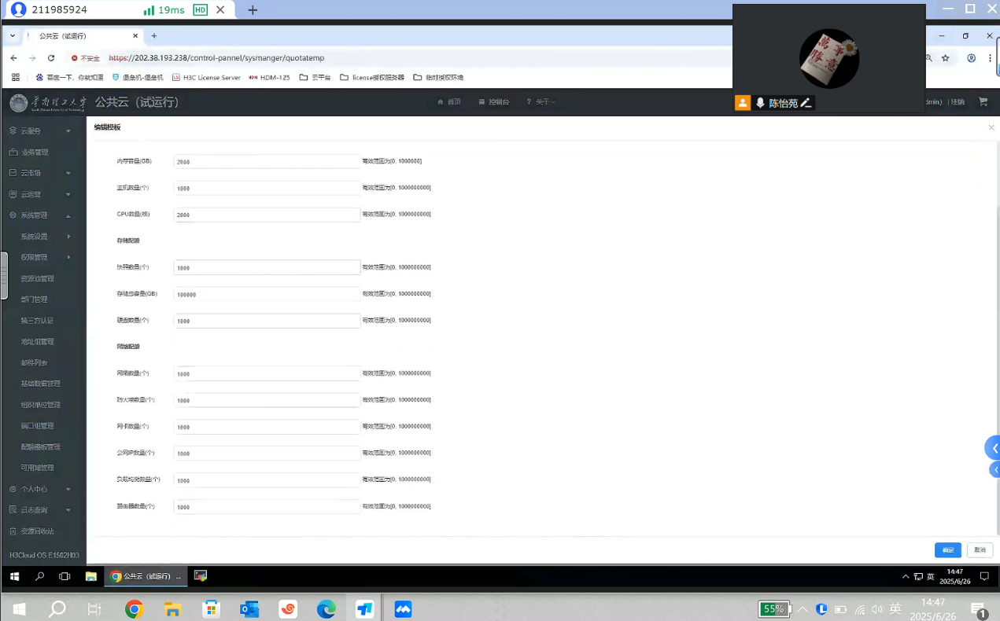 211985924 19ms HD
公共云（试运行）
不安全 https://202.38.193.238/control-pannel/sysmanger/quotatemp
百度一下，你就知道 堡垒机-堡垒机 H3C License Server HDM-125 云平台 license授权服务器 临时授权环境
陈怡苑
华南理工大学 公共云（试运行） 首页 控制台 ? 关于 dmin) | 注销
云服务
业务管理
云市场
云运营
系统管理
系统设置
权限管理
资源池管理
部门管理
第三方认证
地址组管理
邮件列表
基础数据管理
组织单位管理
端口组管理
配额模板管理
可用域管理
个人中心
日志查询
资源回收站
H3Cloud OS E1502H03
编辑模板
内存容量(GB) 2000 有效范围为[0, 1000000]
主机数量(个) 1000 有效范围为[0, 1000000000]
CPU数量(核) 2000 有效范围为[0, 1000000000]
存储配额
快照数量(个) 1000 有效范围为[0, 1000000000]
存储总容量(GB) 100000 有效范围为[0, 1000000000]
硬盘数量(个) 1000 有效范围为[0, 1000000000]
网络配额
网络数量(个) 1000 有效范围为[0, 1000000000]
防火墙数量(个) 1000 有效范围为[0, 1000000000]
网卡数量(个) 1000 有效范围为[0, 1000000000]
公网IP数量(个) 1000 有效范围为[0, 1000000000]
负载均衡数量(个) 1000 有效范围为[0, 1000000000]
路由器数量(个) 1000 有效范围为[0, 1000000000]
确定 取消
公共云（试运行） ... 英 14:47
2025/6/26
55% 英 14:47
2025/6/26
1